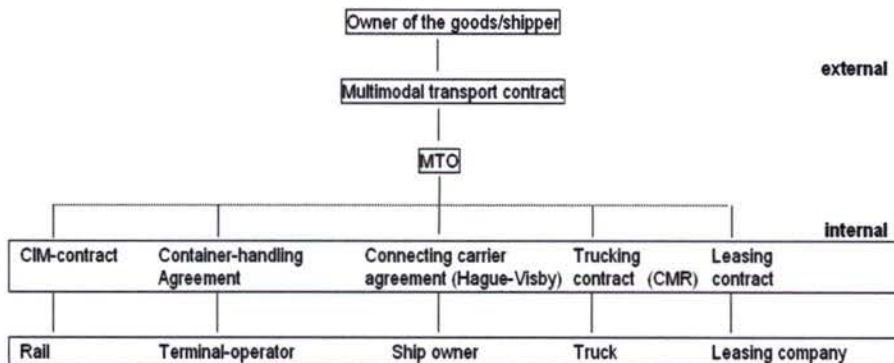 Owner of the goods/shipper
external
Multimodal transport contract
MTO
internal
CIM-contract Container-handling Connecting carrier Trucking Leasing
Agreement agreement (Hague-Visby) contract (CMR) contract
Rail Terminal-operator Ship owner Truck Leasing company